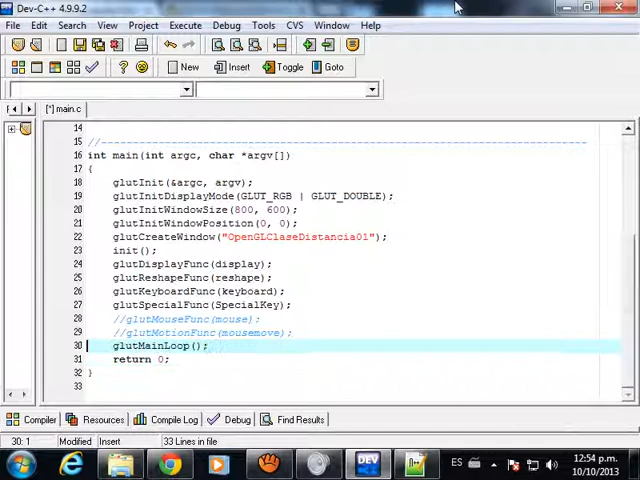 Dev-C++ 4.9.9.2
File Edit Search View Project Execute Debug Tools CVS Window Help
New Insert Toggle Goto
[*] main.c
14
15 //---------------------------------------------------------------------------------
16 int main(int argc, char *argv[])
17 {
18 glutInit(&argc, argv);
19 glutInitDisplayMode(GLUT_RGB | GLUT_DOUBLE);
20 glutInitWindowSize(800, 600);
21 glutInitWindowPosition(0, 0);
22 glutCreateWindow("OpenGLClaseDistancia01");
23 init();
24 glutDisplayFunc(display);
25 glutReshapeFunc(reshape);
26 glutKeyboardFunc(keyboard);
27 glutSpecialFunc(SpecialKey);
28 //glutMouseFunc(mouse);
29 //glutMotionFunc(mousemove);
30 glutMainLoop();
31 return 0;
32 }
33
Compiler Resources Compile Log Debug Find Results
30: 1 Modified Insert 33 Lines in file
DEV
ES 12:54 p.m.
10/10/2013